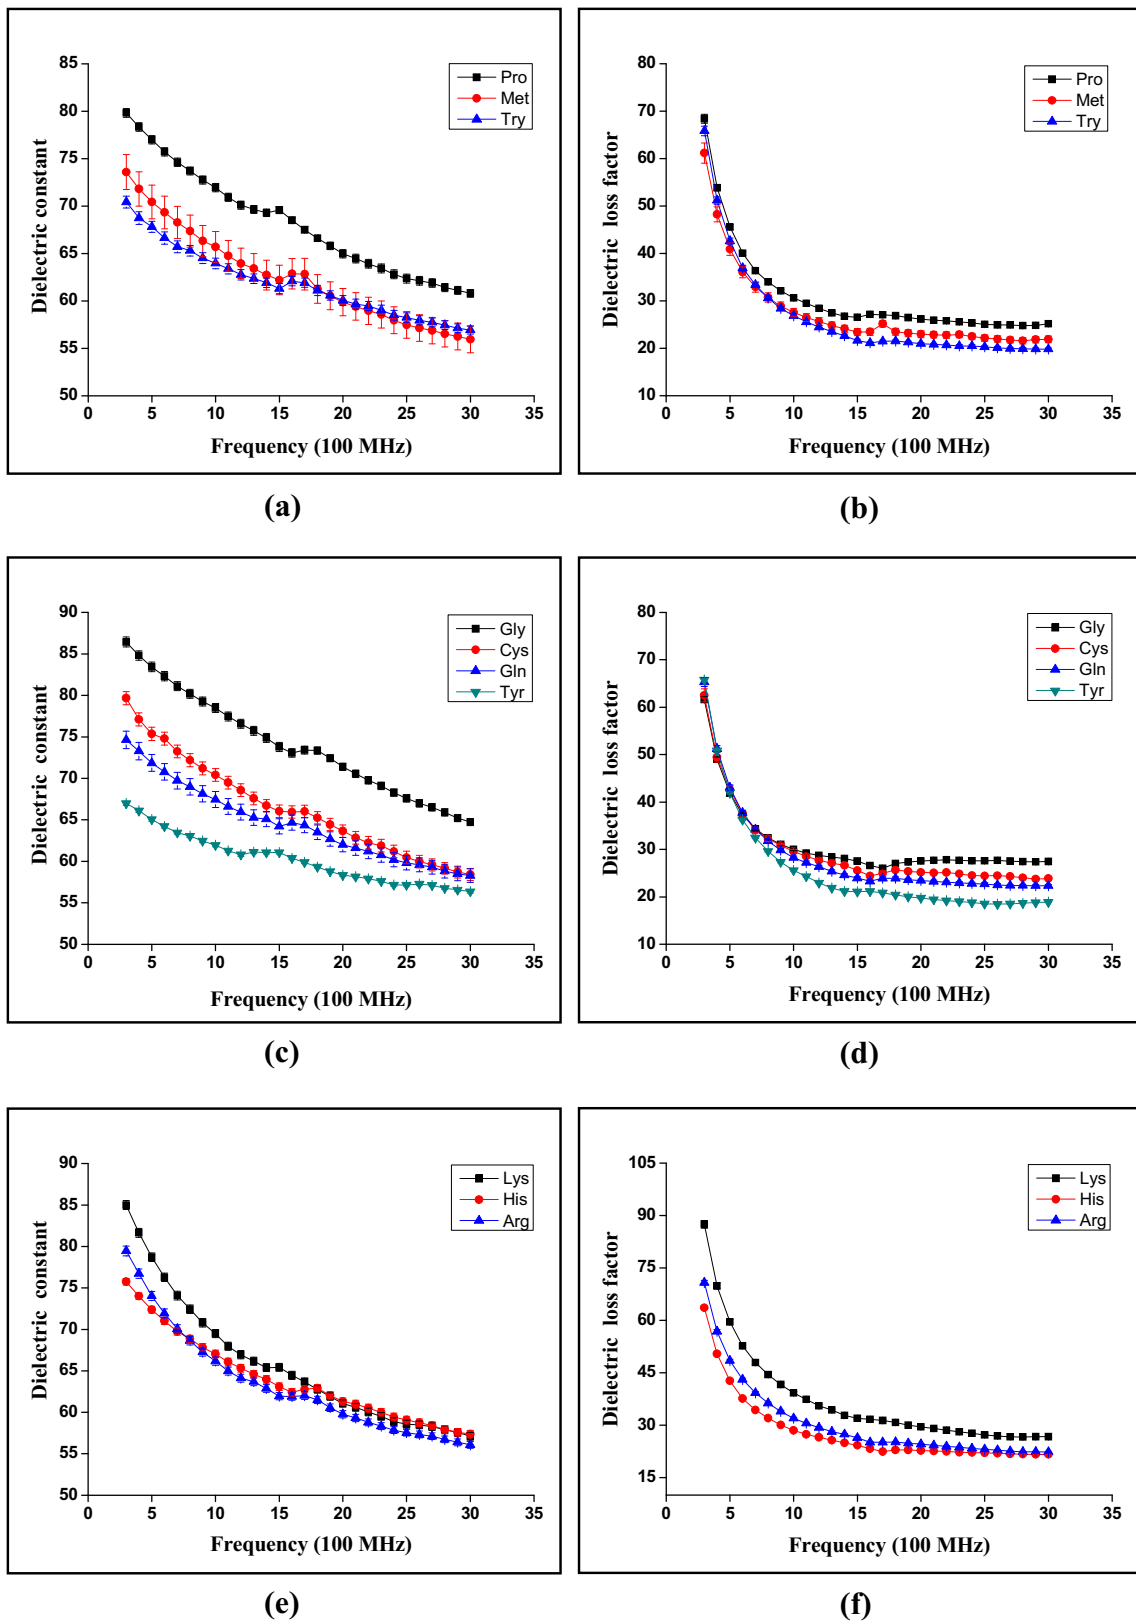 85
80
75
70
65
60
55
50
0 5 10 15 20 25 30 35
Dielectric constant
Frequency (100 MHz)
Pro
Met
Try
(a)
80
70
60
50
40
30
20
10
0 5 10 15 20 25 30 35
Dielectric loss factor
Frequency (100 MHz)
Pro
Met
Try
(b)
90
85
80
75
70
65
60
55
50
0 5 10 15 20 25 30 35
Dielectric constant
Frequency (100 MHz)
Gly
Cys
Gln
Tyr
(c)
80
70
60
50
40
30
20
10
0 5 10 15 20 25 30 35
Dielectric loss factor
Frequency (100 MHz)
Gly
Cys
Gln
Tyr
(d)
90
85
80
75
70
65
60
55
50
0 5 10 15 20 25 30 35
Dielectric constant
Frequency (100 MHz)
Lys
His
Arg
(e)
105
90
75
60
45
30
15
0 5 10 15 20 25 30 35
Dielectric loss factor
Frequency (100 MHz)
Lys
His
Arg
(f)